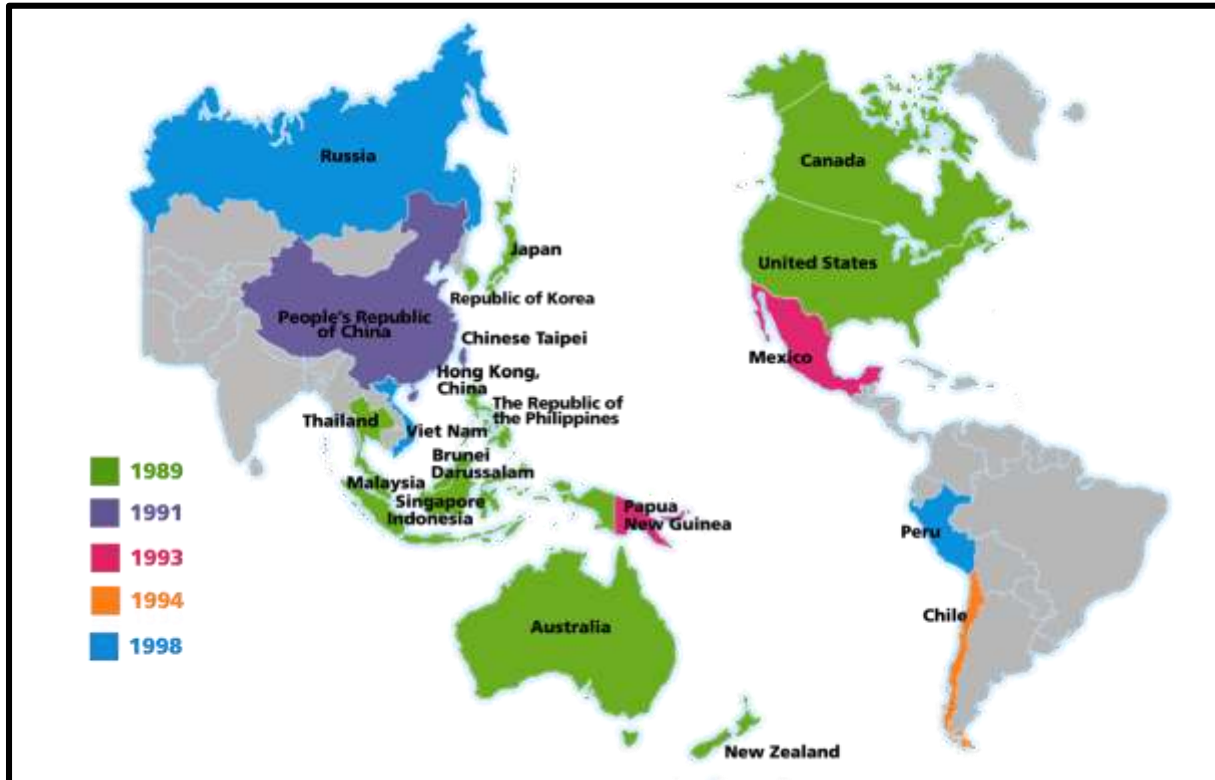 Russia
Canada
Japan
United States
Republic of Korea
People's Republic
of China
Chinese Taipei
Mexico
Hong Kong,
China
The Republic of
the Philippines
Thailand
Viet Nam
Brunei
Darussalam
Malaysia
Singapore
Indonesia
Papua
New Guinea
Peru
Chile
Australia
New Zealand
1989
1991
1993
1994
1998